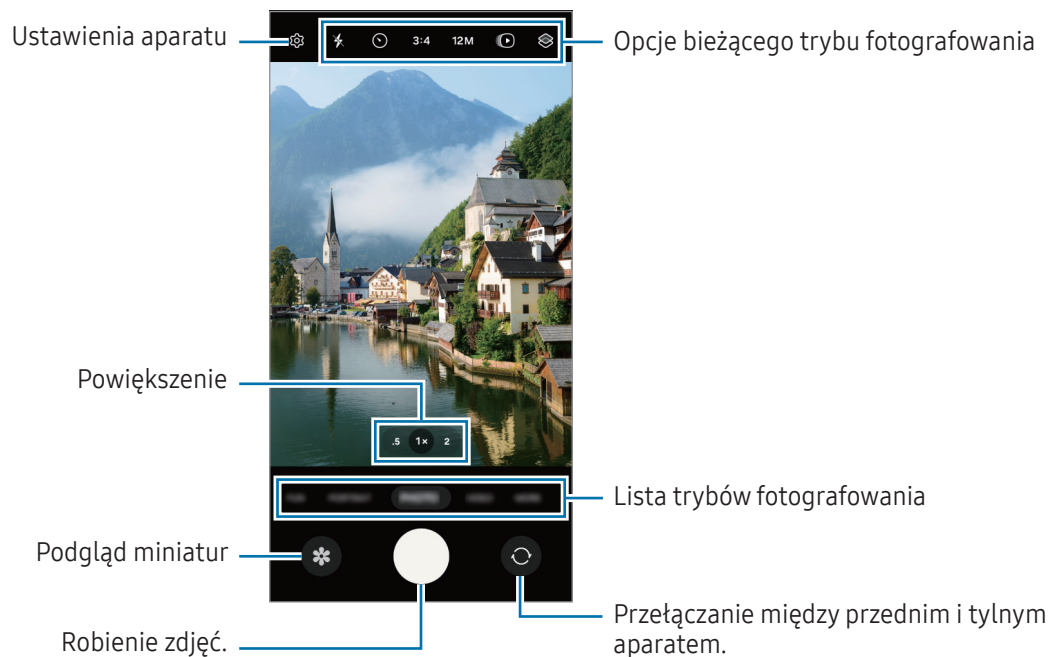 Ustawienia aparatu
3:4
12M
Opcje bieżącego trybu fotografowania
Powiększenie
.5 1× 2
Lista trybów fotografowania
Podgląd miniatur
Przełączanie między przednim i tylnym
aparatem.
Robienie zdjęć.